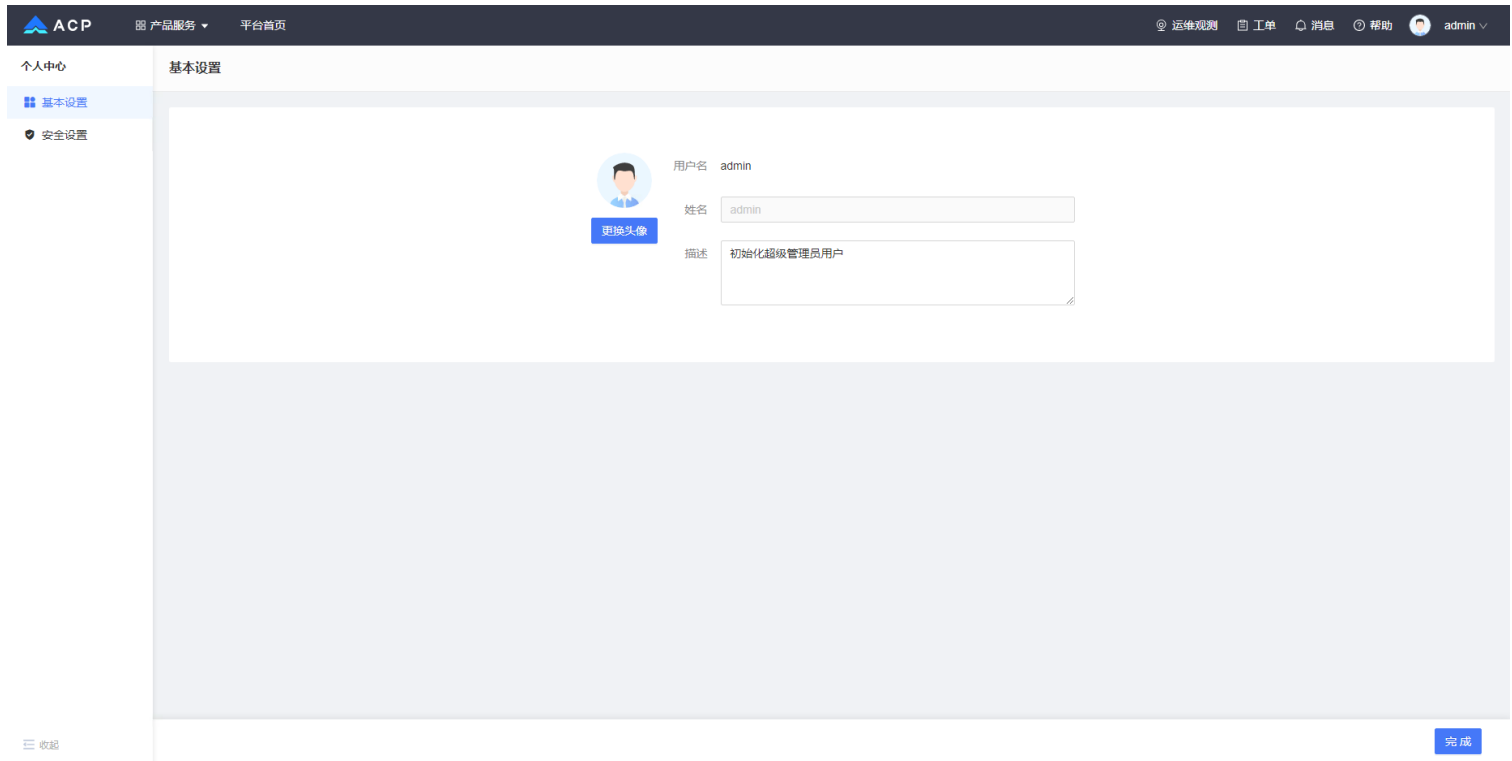 ACP 产品服务 平台首页 运维观测 工单 消息 帮助 admin
个人中心
基本设置
基本设置
安全设置
用户名 admin
姓名 admin
更换头像
描述 初始化超级管理员用户
收起
完成